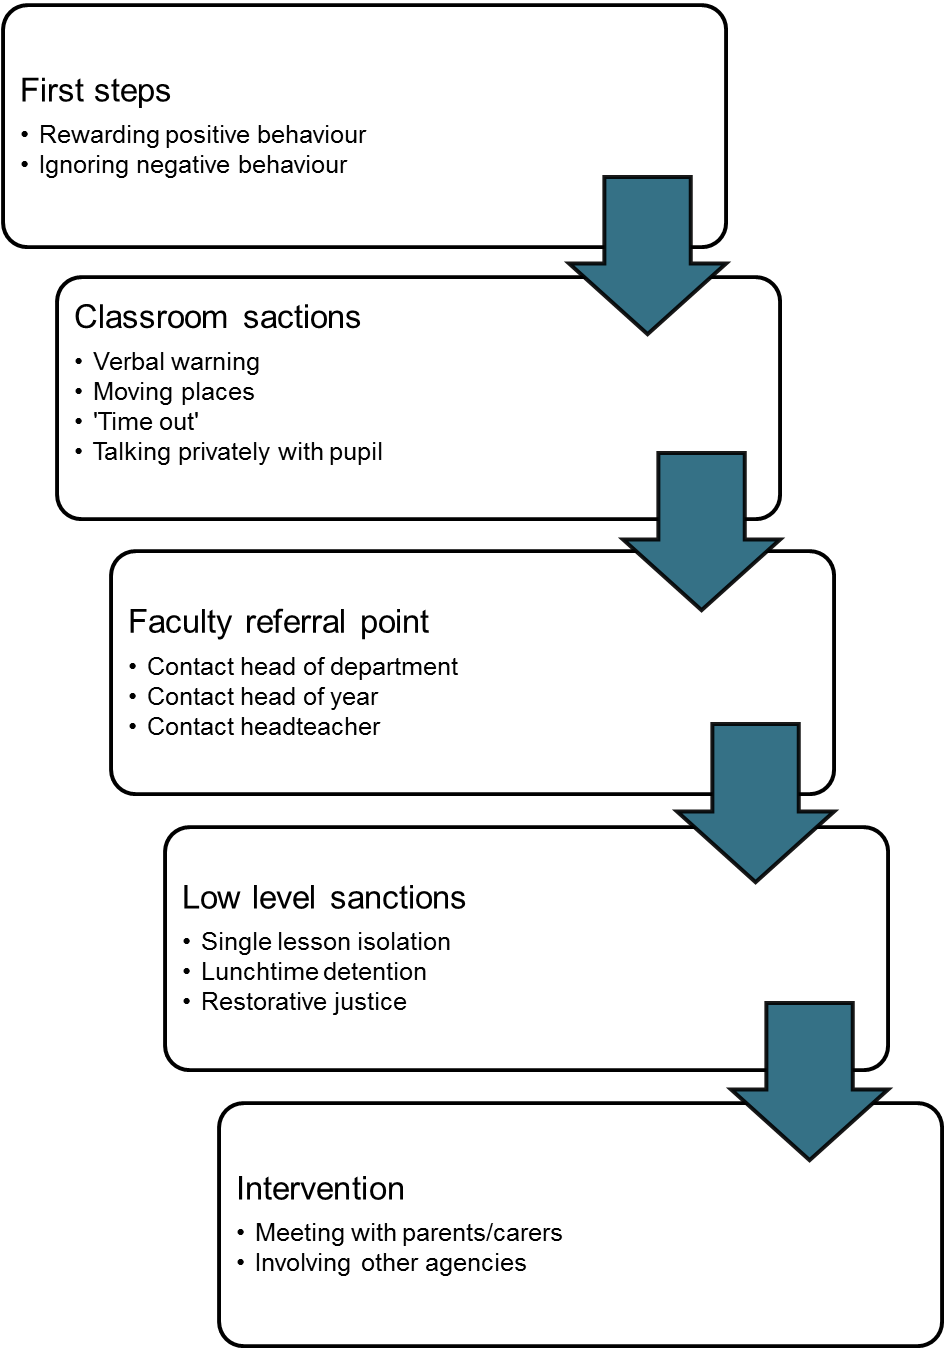 First steps
• Rewarding positive behaviour
• Ignoring negative behaviour
Classroom sactions
• Verbal warning
• Moving places
• 'Time out'
• Talking privately with pupil
Faculty referral point
• Contact head of department
• Contact head of year
• Contact headteacher
Low level sanctions
• Single lesson isolation
• Lunchtime detention
• Restorative justice
Intervention
• Meeting with parents/carers
• Involving other agencies